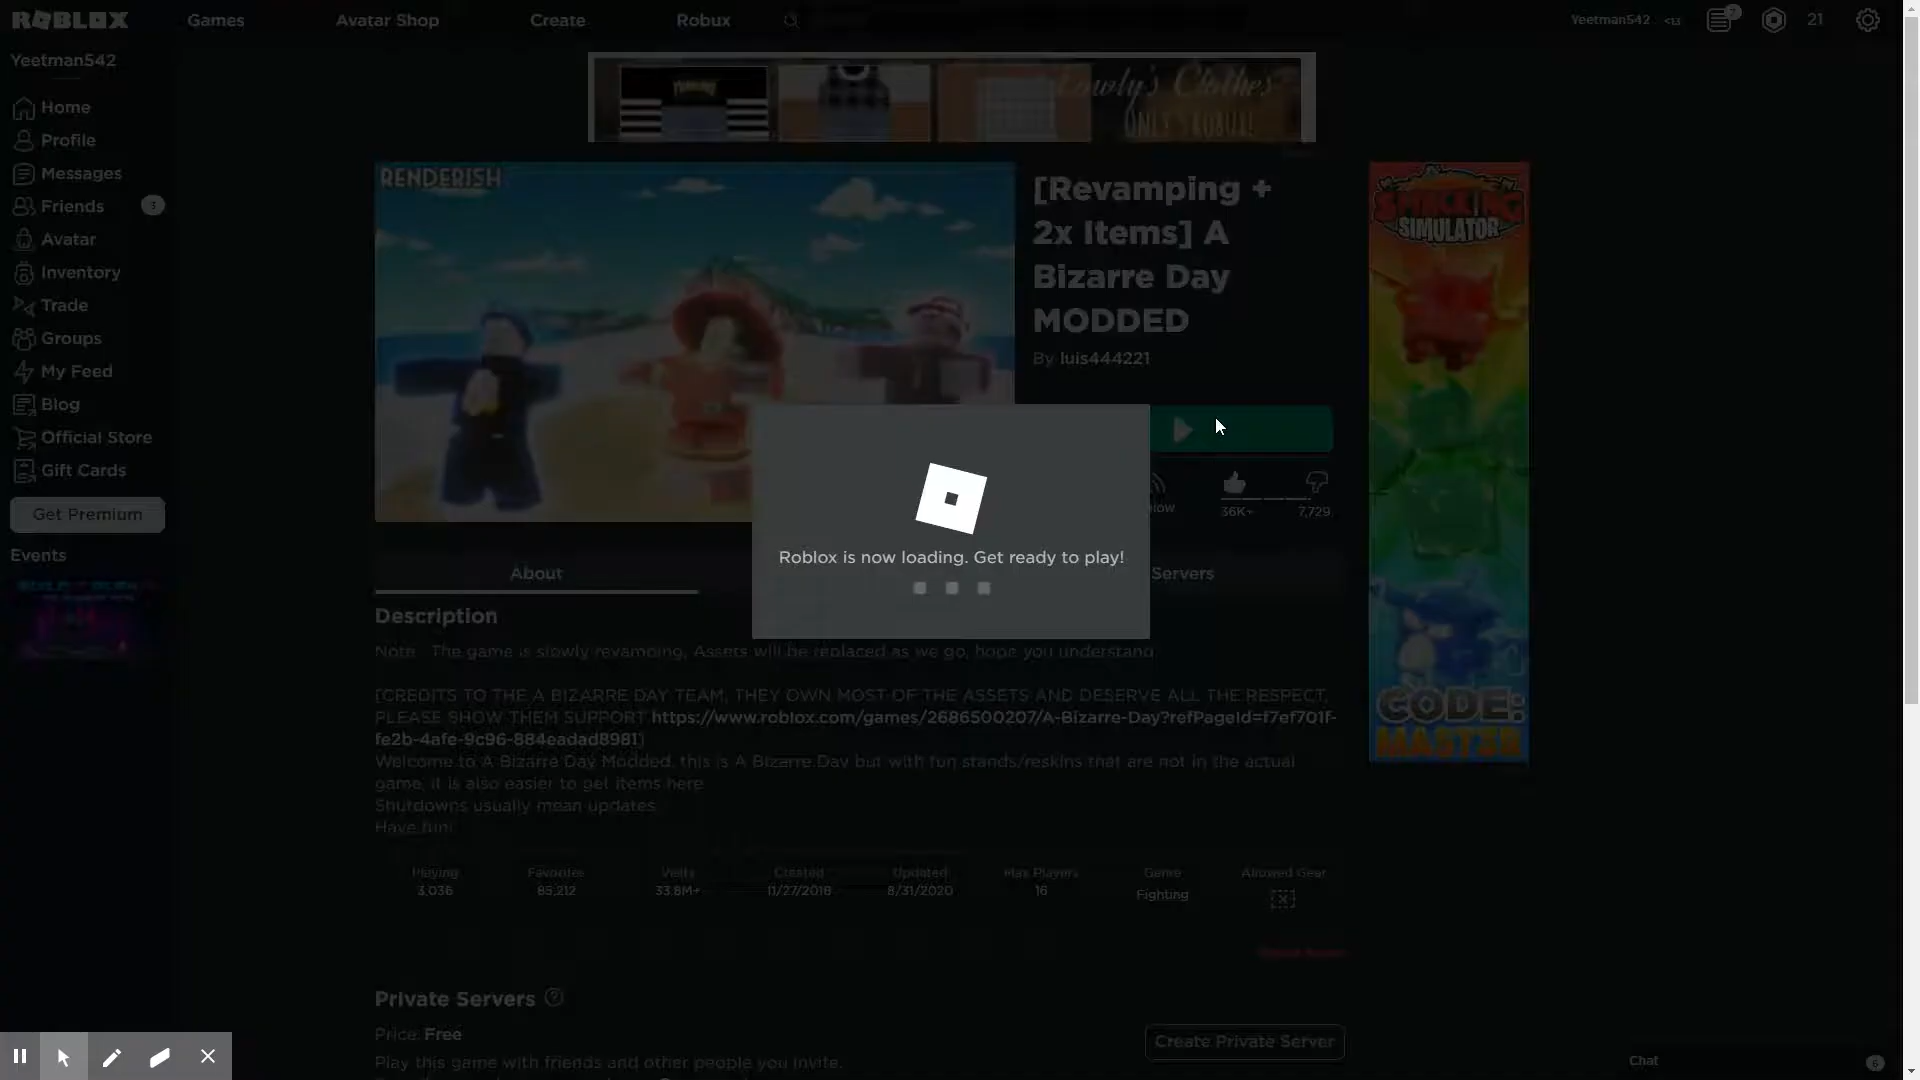 ROBLOX
Games
Avatar Shop
Create
Robux
Yeetman542
<13
7
21
Yeetman542
Home
Profile
Messages
Friends
3
Avatar
Inventory
Trade
Groups
My Feed
Blog
Official Store
Gift Cards
Get Premium
Events
Clothes
RENDERISH
[Revamping +
2x Items] A
Bizarre Day
MODDED
By luis444221
36K+
7,729
SIMULATOR
CODE:
MASTER
Roblox is now loading. Get ready to play!
About
Servers
Description
Note: The game is slowly revamping, Assets will be replaced as we go, hope you understand
[CREDITS TO THE A BIZARRE DAY TEAM, THEY OWN MOST OF THE ASSETS AND DESERVE ALL THE RESPECT,
PLEASE SHOW THEM SUPPORT https://www.roblox.com/games/2686500207/A-Bizarre-Day?refPageId=f7ef701f-
fe2b-4afe-9c96-884eadad8981]
Welcome to A Bizarre Day Modded, this is A Bizarre Day but with fun stands/reskins that are not in the actual
game, it is also easier to get items here
Shutdowns usually mean updates
Have fun!
Playing
3,036
Favorites
85,212
Visits
33.8M+
Created
11/27/2018
Updated
8/31/2020
Max Players
16
Genre
Fighting
Allowed Gear
Private Servers
Price: Free
Create Private Server
Play this game with friends and other people you invite.
Chat
6